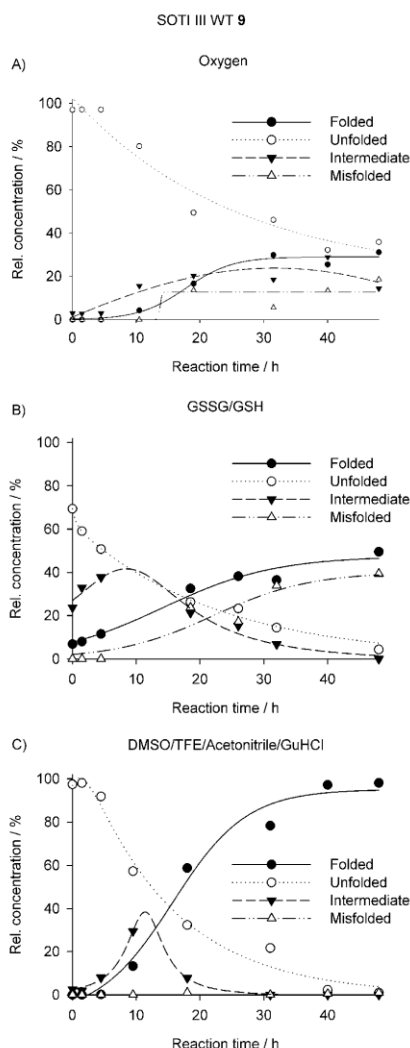 SOTI III WT 9
A)
Oxygen
Rel. concentration / %
100
80
60
40
20
0
Folded
Unfolded
Intermediate
Misfolded
0 10 20 30 40 50
Reaction time / h
B)
GSSG/GSH
Rel. concentration / %
100
80
60
40
20
0
Folded
Unfolded
Intermediate
Misfolded
0 10 20 30 40 50
Reaction time / h
C)
DMSO/TFE/Acetonitrile/GuHCl
Rel. concentration / %
100
80
60
40
20
0
Folded
Unfolded
Intermediate
Misfolded
0 10 20 30 40 50
Reaction time / h